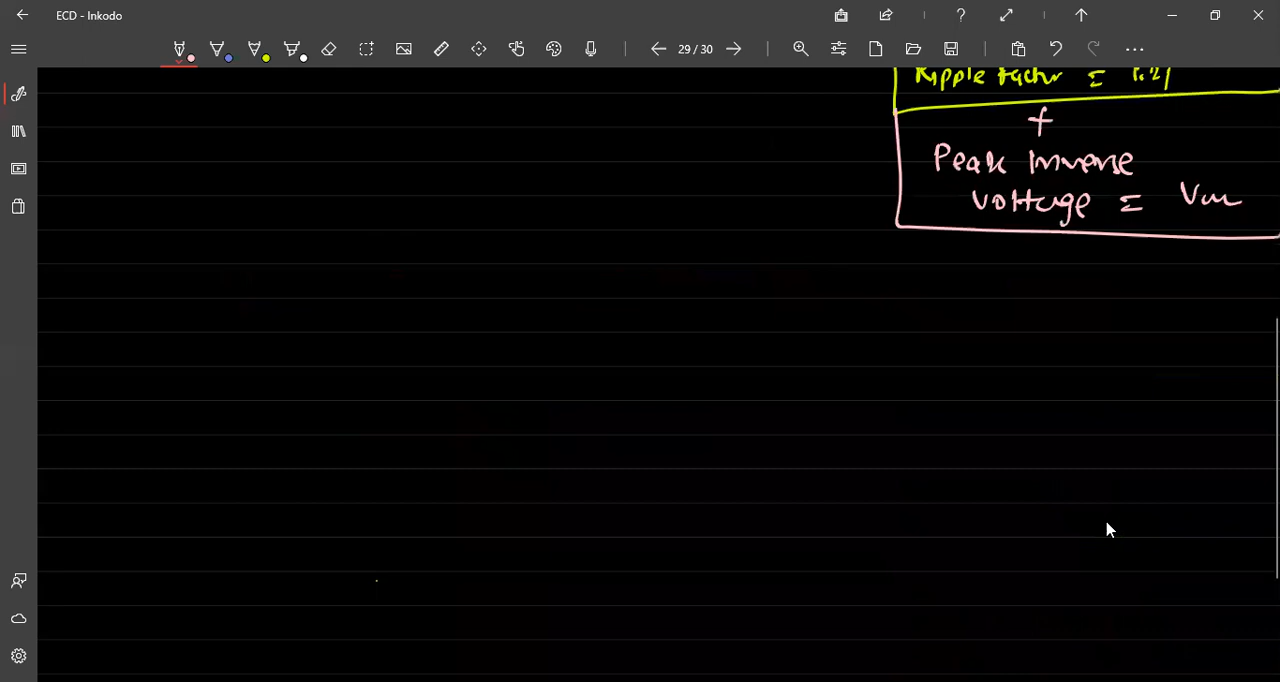 ECD - Inkodo
29 / 30
Ripple factor = 1.21
+
Peak Inverse
voltage = Vm